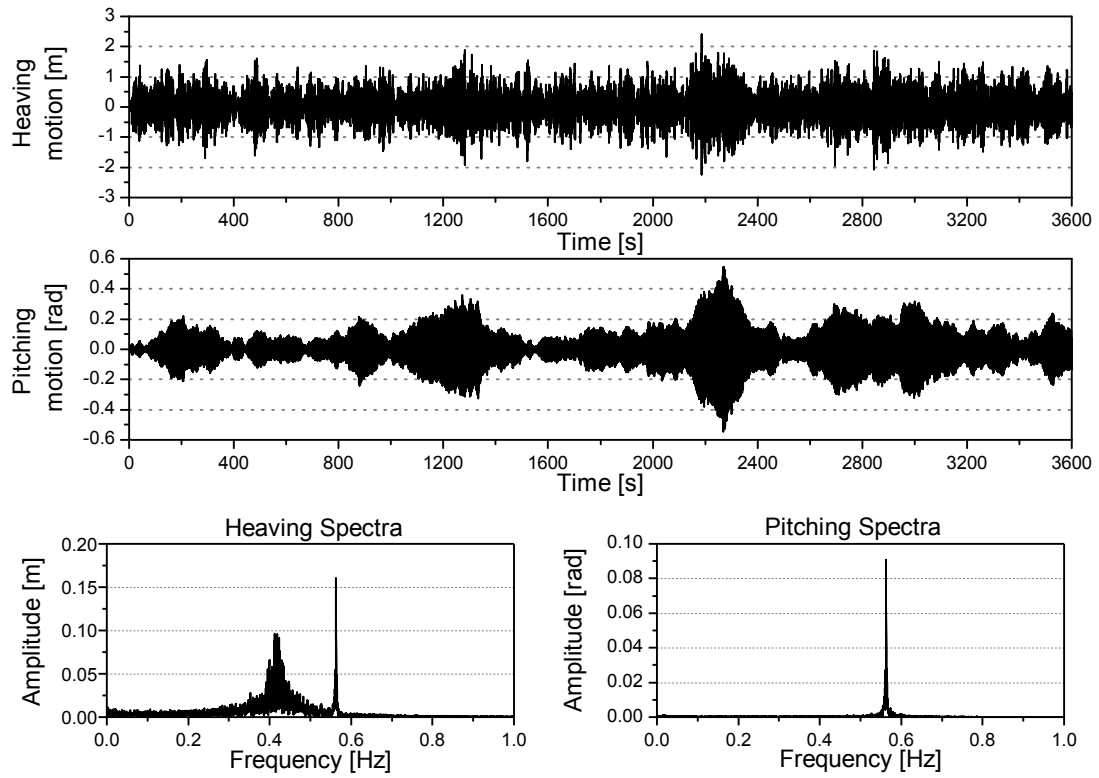 Heaving
motion [m]
3
2
1
0
-1
-2
-3
0 400 800 1200 1600 2000 2400 2800 3200 3600
Time [s]
Pitching
motion [rad]
0.6
0.4
0.2
0.0
-0.2
-0.4
-0.6
0 400 800 1200 1600 2000 2400 2800 3200 3600
Time [s]
Heaving Spectra
Amplitude [m]
0.20
0.15
0.10
0.05
0.00
0.0 0.2 0.4 0.6 0.8 1.0
Frequency [Hz]
Pitching Spectra
Amplitude [rad]
0.10
0.08
0.06
0.04
0.02
0.00
0.0 0.2 0.4 0.6 0.8 1.0
Frequency [Hz]